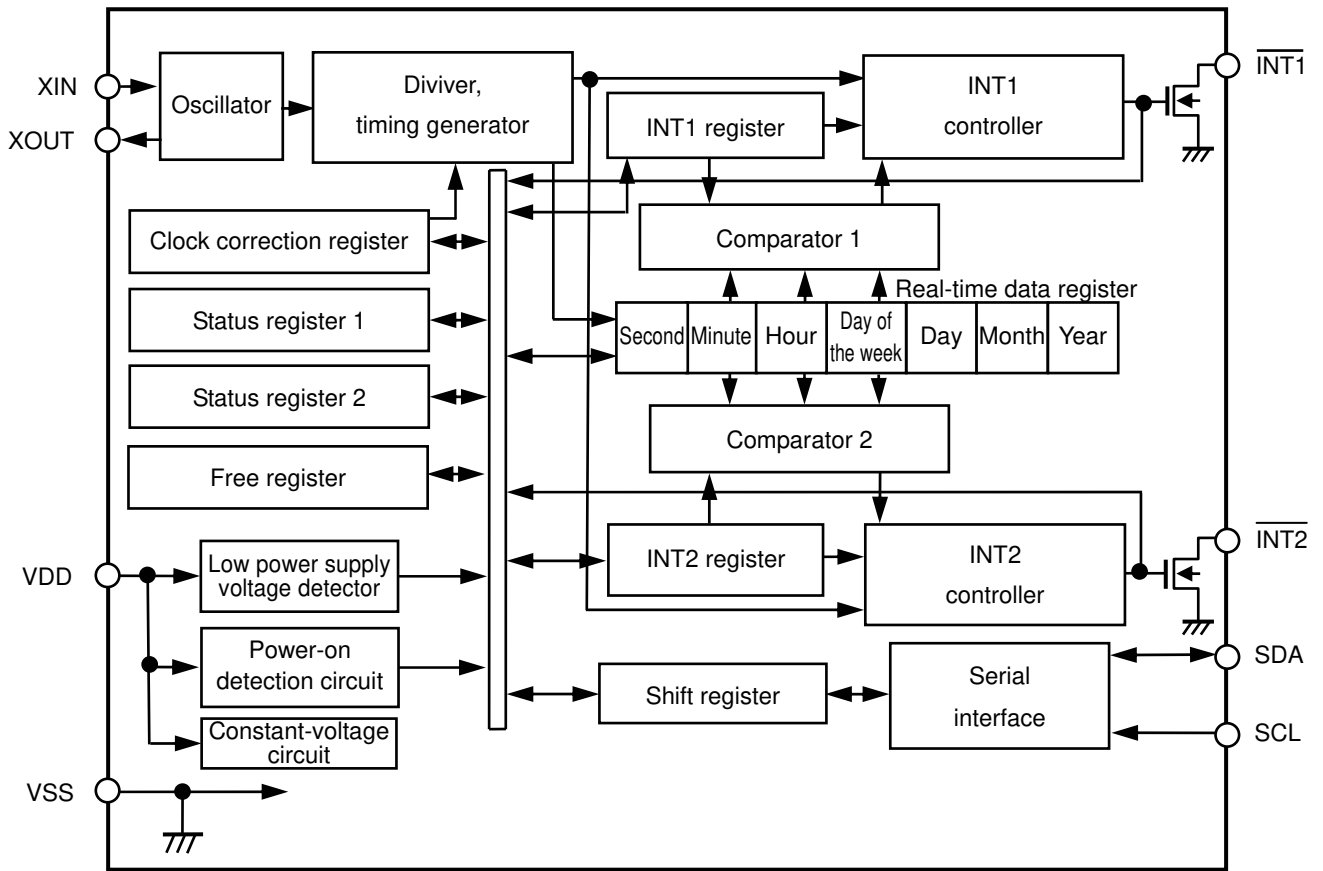 XIN
XOUT
Oscillator
Diviver,
timing generator
INT1 register
INT1
controller
INT1
Clock correction register
Comparator 1
Status register 1
Real-time data register
Second
Minute
Hour
Day of
the week
Day
Month
Year
Status register 2
Comparator 2
Free register
VDD
Low power supply
voltage detector
INT2 register
INT2
controller
INT2
Power-on
detection circuit
Shift register
Serial
interface
SDA
SCL
Constant-voltage
circuit
VSS